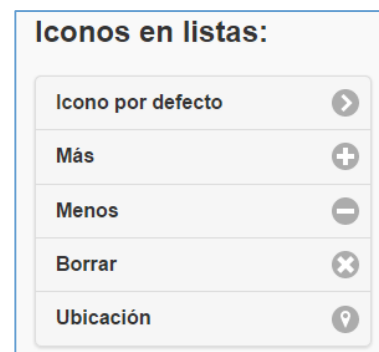 Iconos en listas:
Icono por defecto
Más
Menos
Borrar
Ubicación